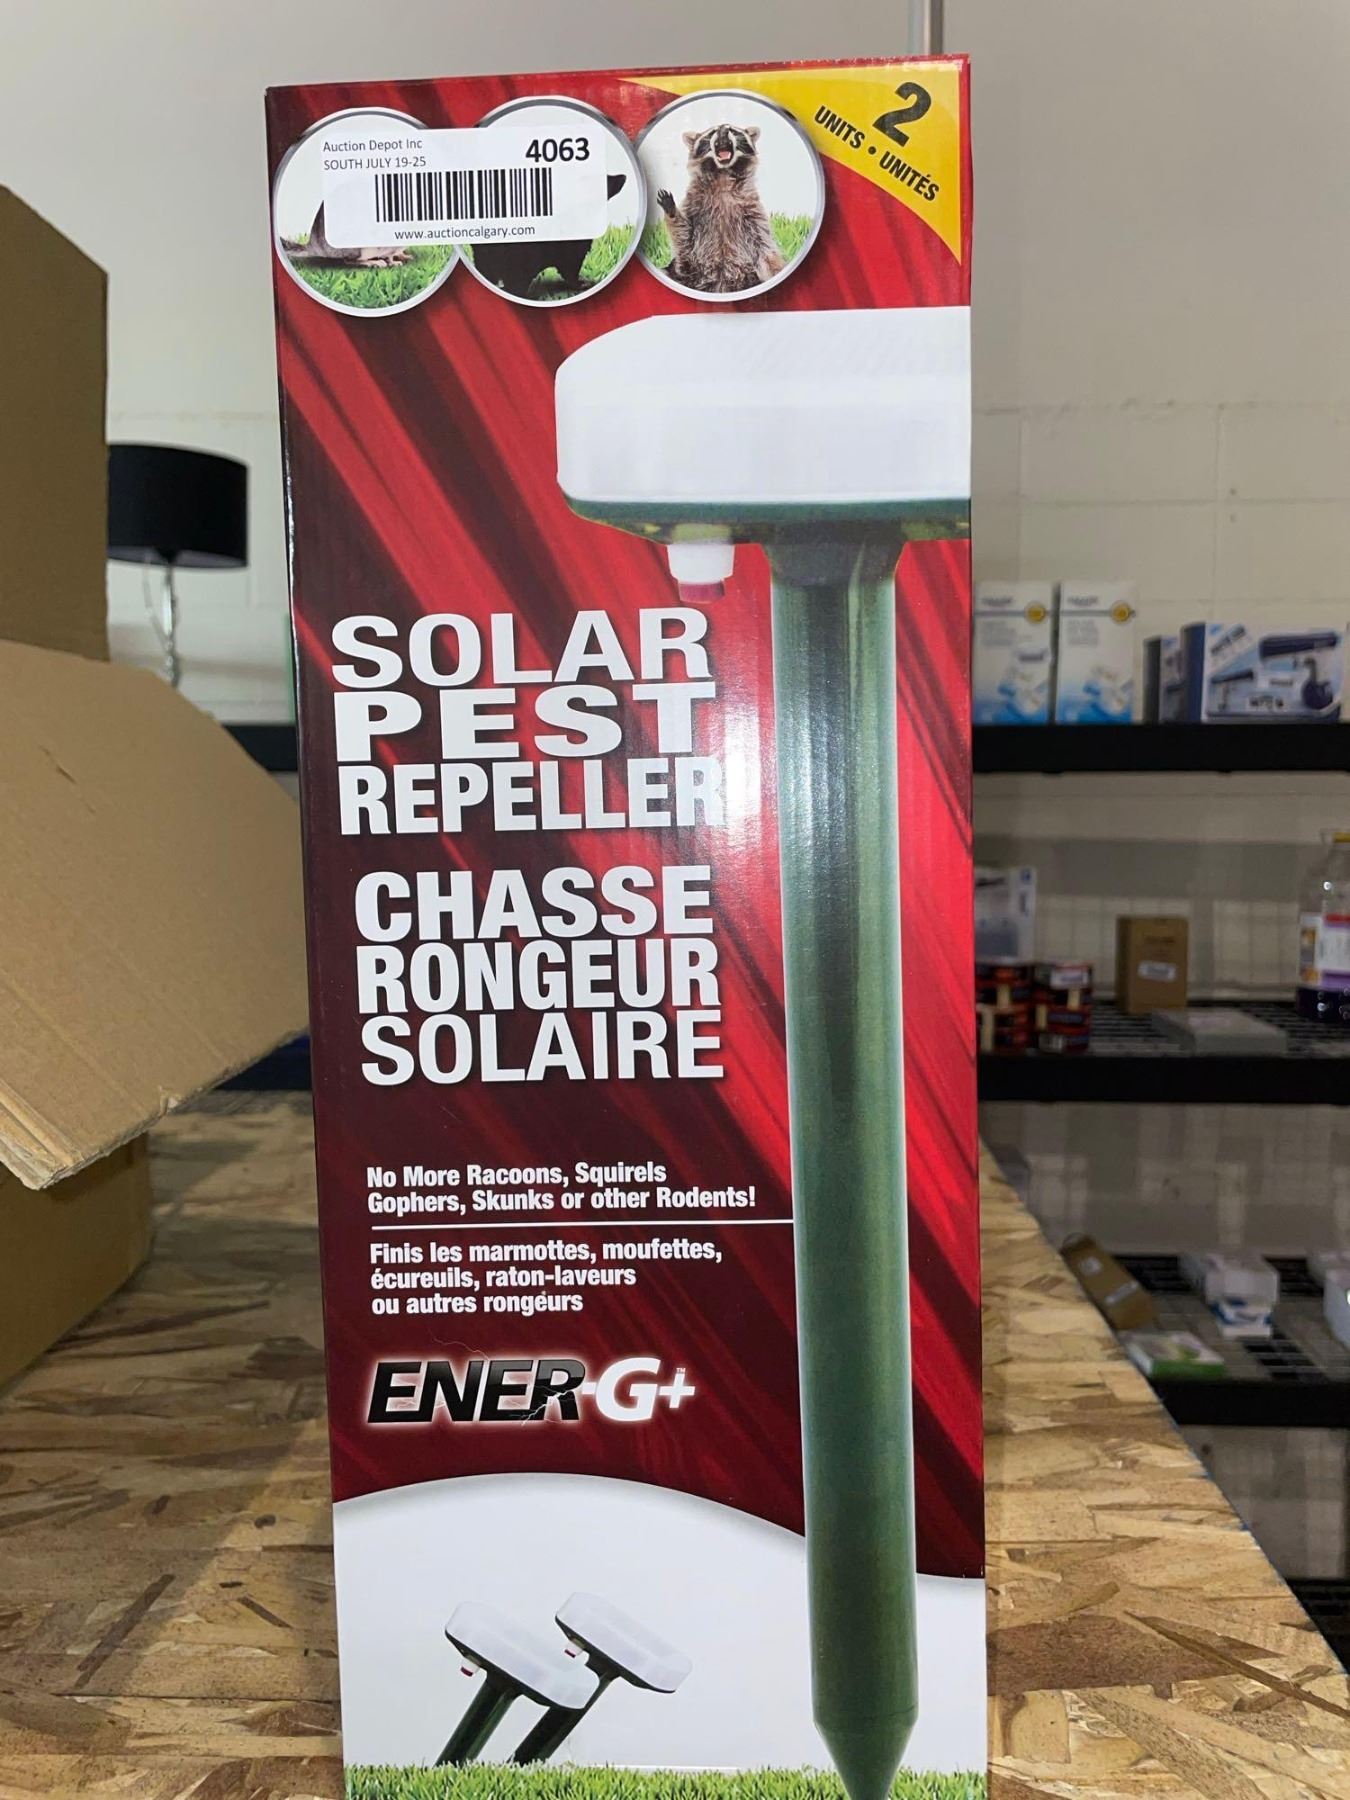 Auction Depot Inc
SOUTH JULY 19-25
4063
www.auctioncalgary.com
2
UNITS • UNITÉS
SOLAR
PEST
REPELLER
CHASSE
RONGEUR
SOLAIRE
No More Racoons, Squirels
Gophers, Skunks or other Rodents!
Finis les marmottes, moufettes,
écureuils, raton-laveurs
ou autres rongeurs
ENER-G+™